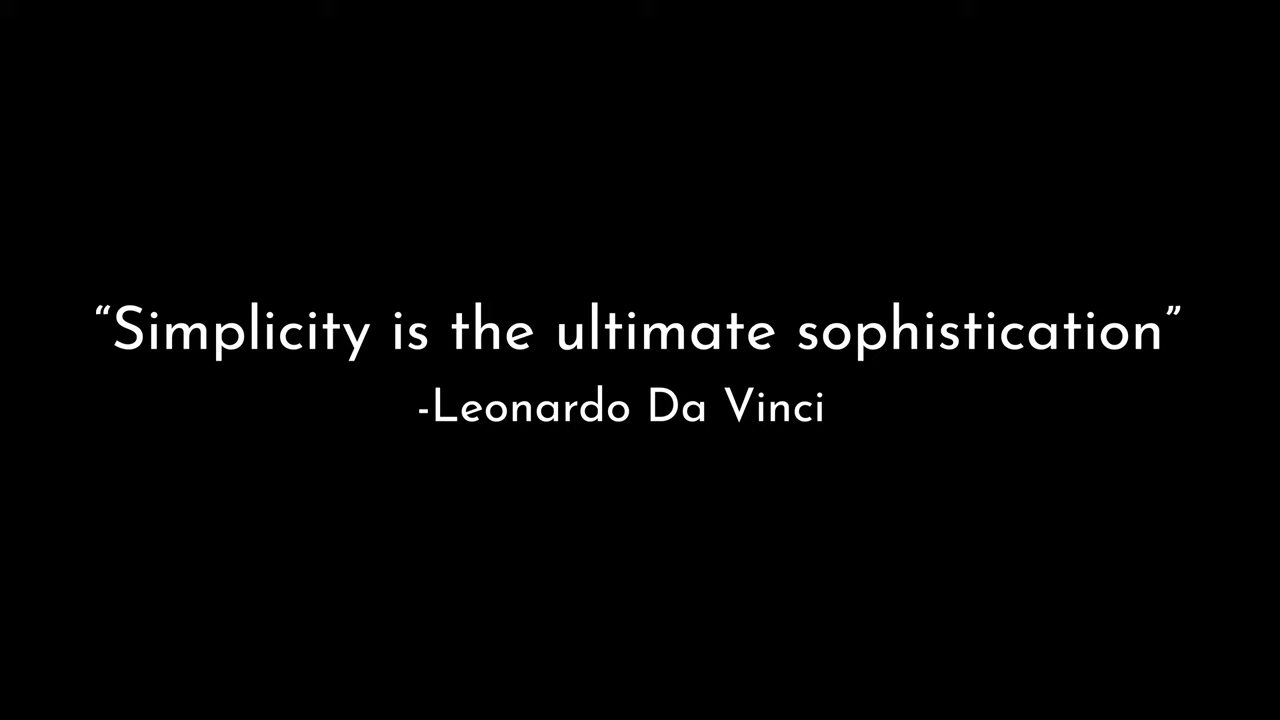 “Simplicity is the ultimate sophistication”
-Leonardo Da Vinci